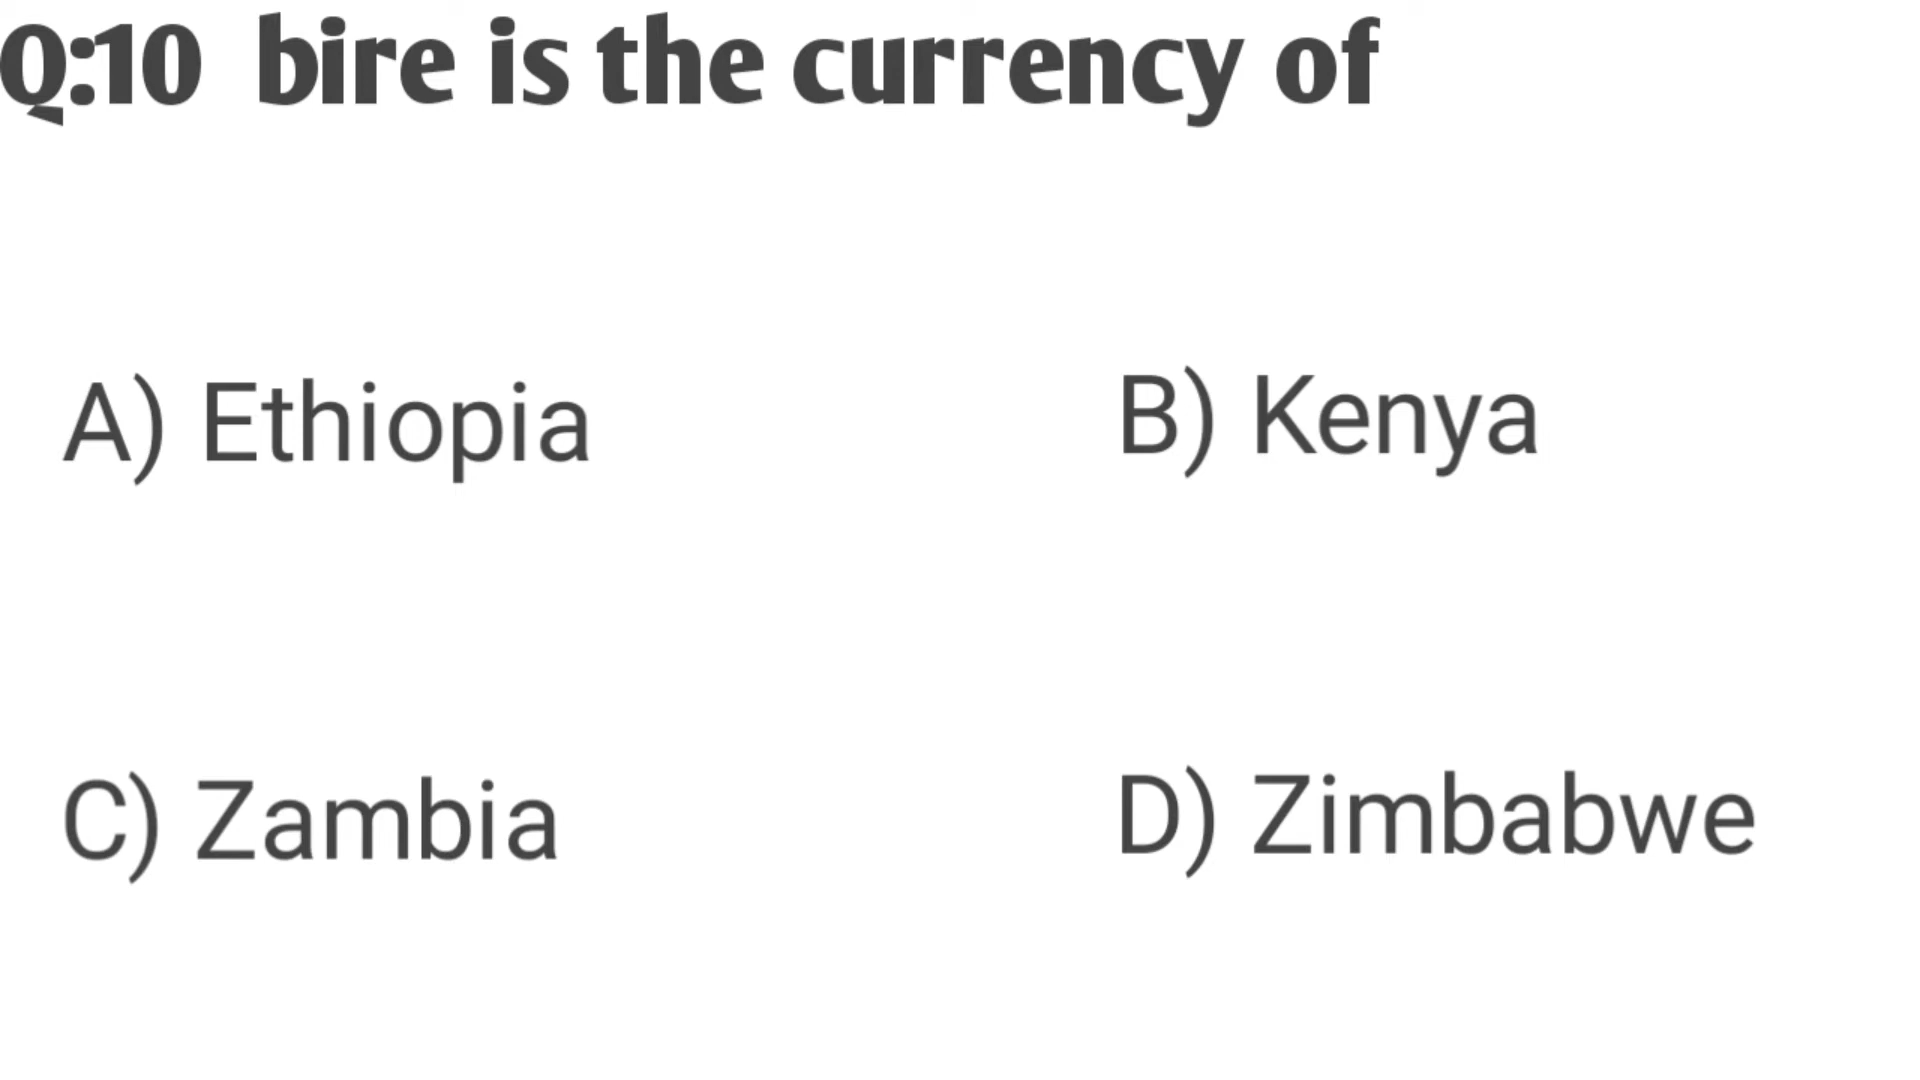 Q:10 bire is the currency of
A) Ethiopia
B) Kenya
C) Zambia
D) Zimbabwe